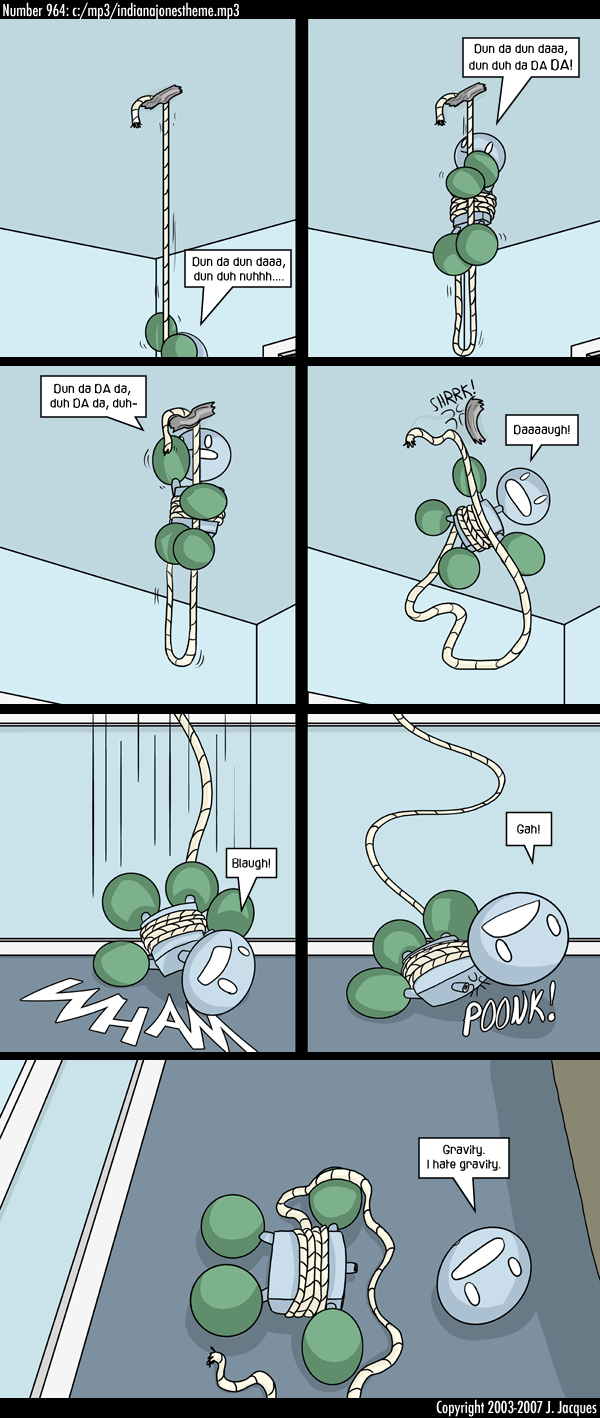 Number 964: c:/mp3/indianajonestheme.mp3
Dun da dun daaa,
dun duh nuhhh....
Dun da dun daaa,
dun duh da DA DA!
Dun da DA da,
duh DA da, duh-
SHRRK!
Daaaaugh!
Blaugh!
WHAM
Gah!
POONK!
Gravity.
I hate gravity.
Copyright 2003-2007 J. Jacques